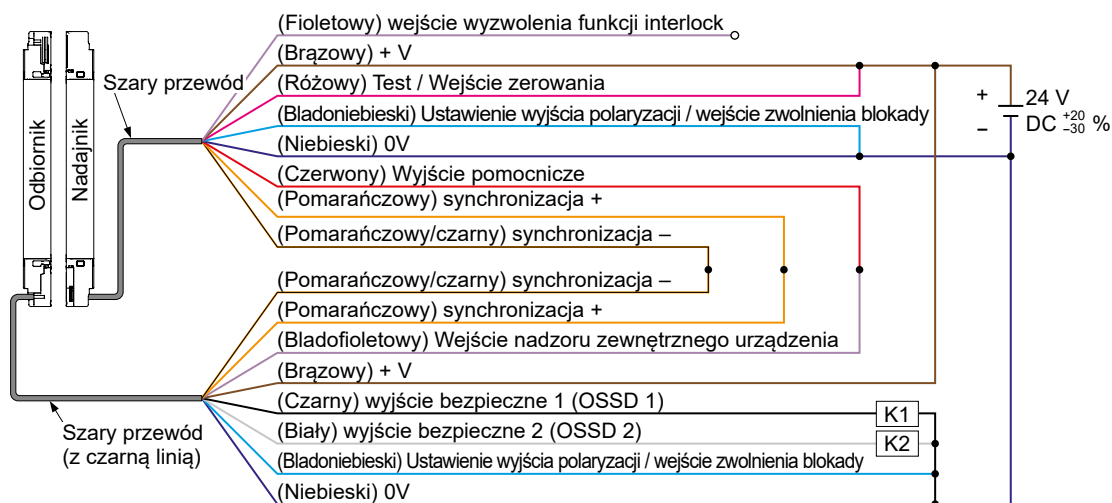 (Fioletowy) wejście wyzwolenia funkcji interlock
(Brązowy) + V
Szary przewód
(Różowy) Test / Wejście zerowania
(Bladoniebieski) Ustawienie wyjścia polaryzacji / wejście zwolnienia blokady
(Niebieski) 0V
+
24 V
–
DC +20 –30 %
Odbiornik
Nadajnik
(Czerwony) Wyjście pomocnicze
(Pomarańczowy) synchronizacja +
(Pomarańczowy/czarny) synchronizacja –
(Pomarańczowy/czarny) synchronizacja –
(Pomarańczowy) synchronizacja +
(Bladofioletowy) Wejście nadzoru zewnętrznego urządzenia
(Brązowy) + V
(Czarny) wyjście bezpieczne 1 (OSSD 1)
K1
Szary przewód
(z czarną linią)
(Biały) wyjście bezpieczne 2 (OSSD 2)
K2
(Bladoniebieski) Ustawienie wyjścia polaryzacji / wejście zwolnienia blokady
(Niebieski) 0V